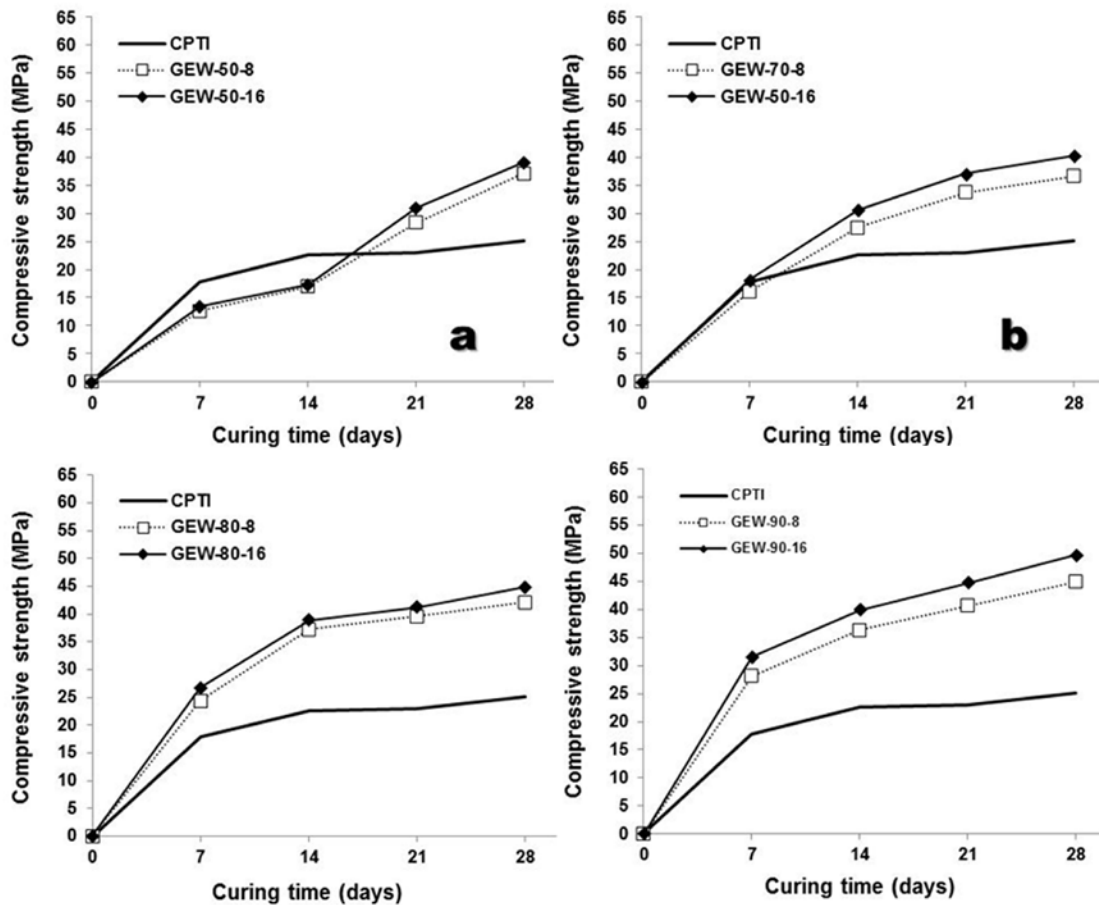 65
60
55
50
45
40
35
30
25
20
15
10
5
0
Compressive strength (MPa)
CPTI
GEW-50-8
GEW-50-16
a
0 7 14 21 28
Curing time (days)
65
60
55
50
45
40
35
30
25
20
15
10
5
0
Compressive strength (MPa)
CPTI
GEW-70-8
GEW-50-16
b
0 7 14 21 28
Curing time (days)
65
60
55
50
45
40
35
30
25
20
15
10
5
0
Compressive strength (MPa)
CPTI
GEW-80-8
GEW-80-16
0 7 14 21 28
Curing time (days)
65
60
55
50
45
40
35
30
25
20
15
10
5
0
Compressive strength (MPa)
CPTI
GEW-90-8
GEW-90-16
0 7 14 21 28
Curing time (days)